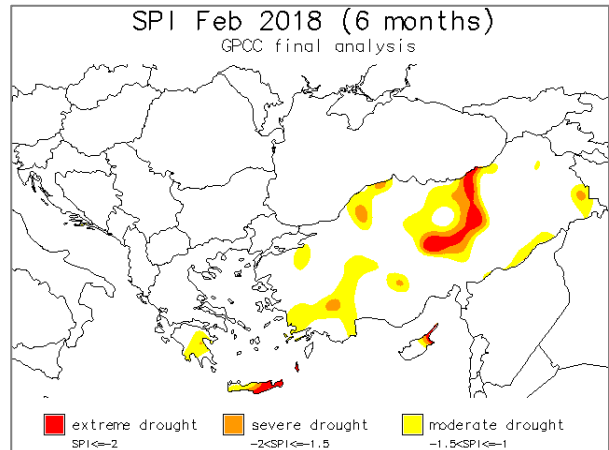 SPI Feb 2018 (6 months)
GPCC final analysis
extreme drought severe drought moderate drought
SPI<=-2 -2<SPI<=-1.5 -1.5<SPI<=-1